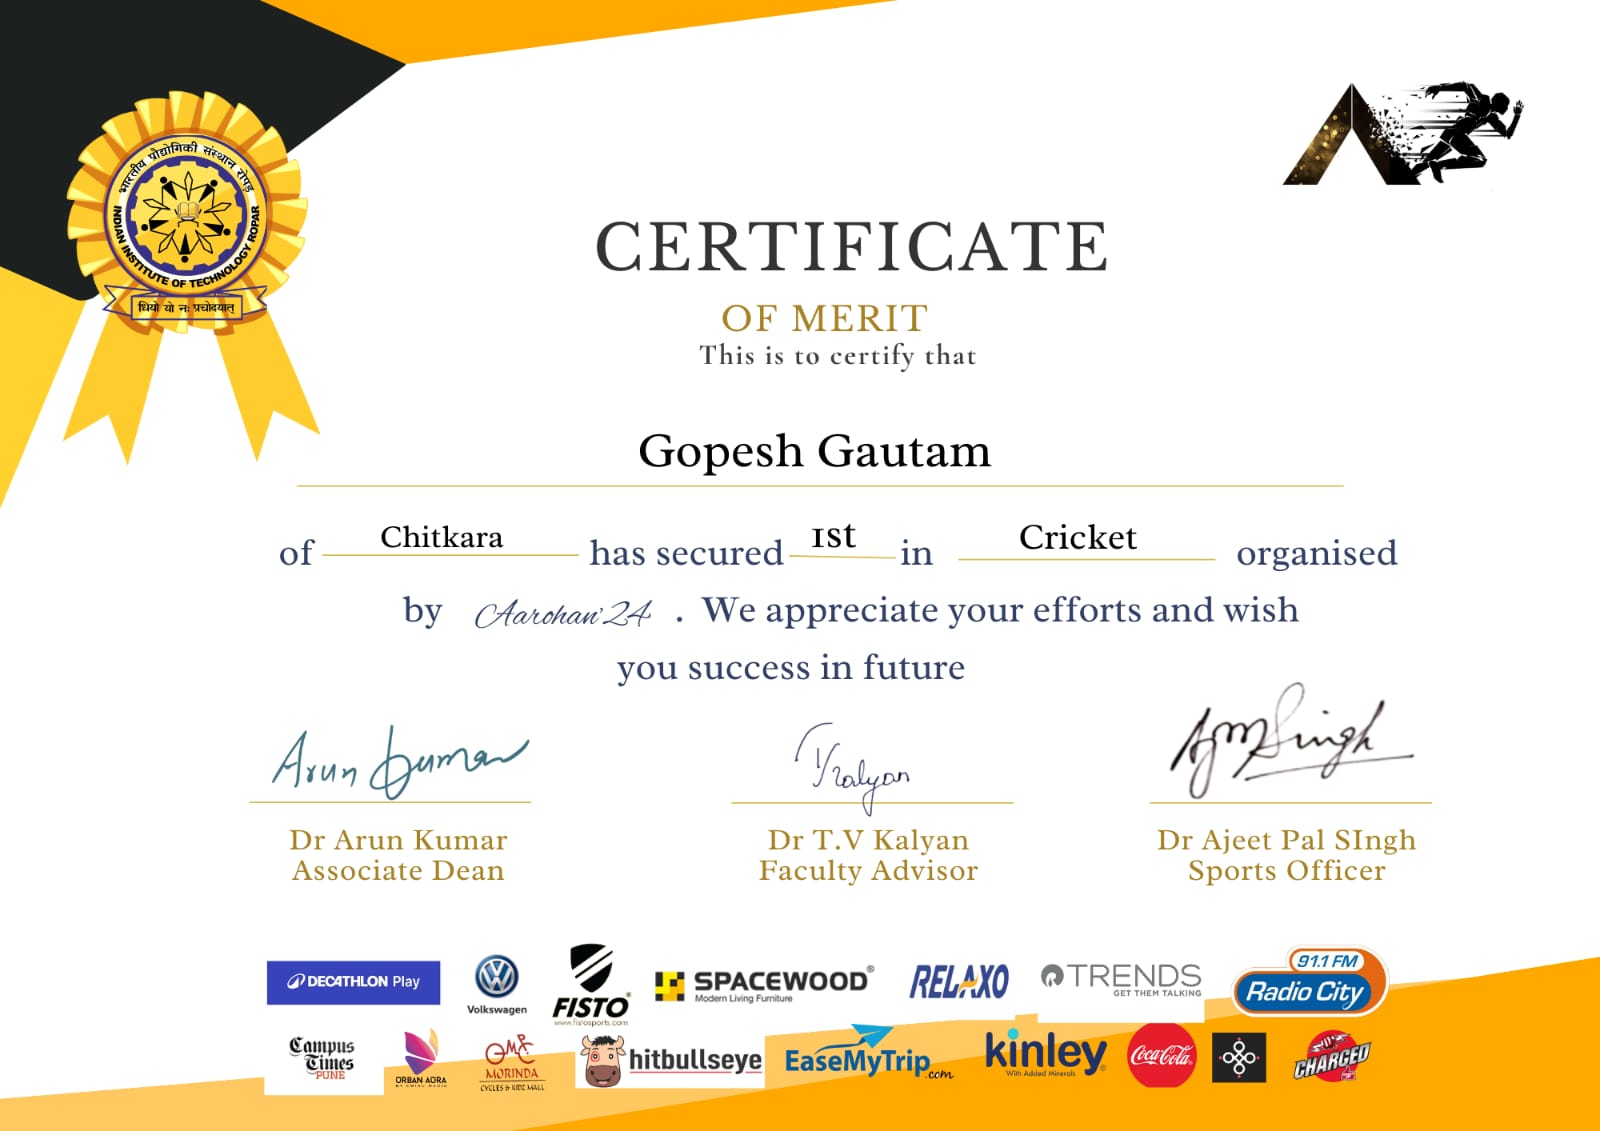 भारतीय प्रौद्योगिकी संस्थान रोपड़
INDIAN INSTITUTE OF TECHNOLOGY ROPAR
धियो यो नः प्रचोदयात्
CERTIFICATE
OF MERIT
This is to certify that
Gopesh Gautam
of Chitkara has secured 1st in Cricket organised
by Aarohan'24 . We appreciate your efforts and wish
you success in future
Arun Kumar
TVKalyan
AjmSingh
Dr Arun Kumar
Associate Dean
Dr T.V Kalyan
Faculty Advisor
Dr Ajeet Pal SIngh
Sports Officer
DECATHLON Play
Volkswagen
FISTO
www.fistosports.com
SPACEWOOD®
Modern Living Furniture
RELAXO
TRENDS
GET THEM TALKING
91.1 FM
Radio City
Campus
Times
PUNE
URBAN AURA
MORINDA
CYCLES & KIDZ MALL
hitbullseye
EaseMyTrip.com
kinley®
With Added Minerals
Coca-Cola
CHARGED